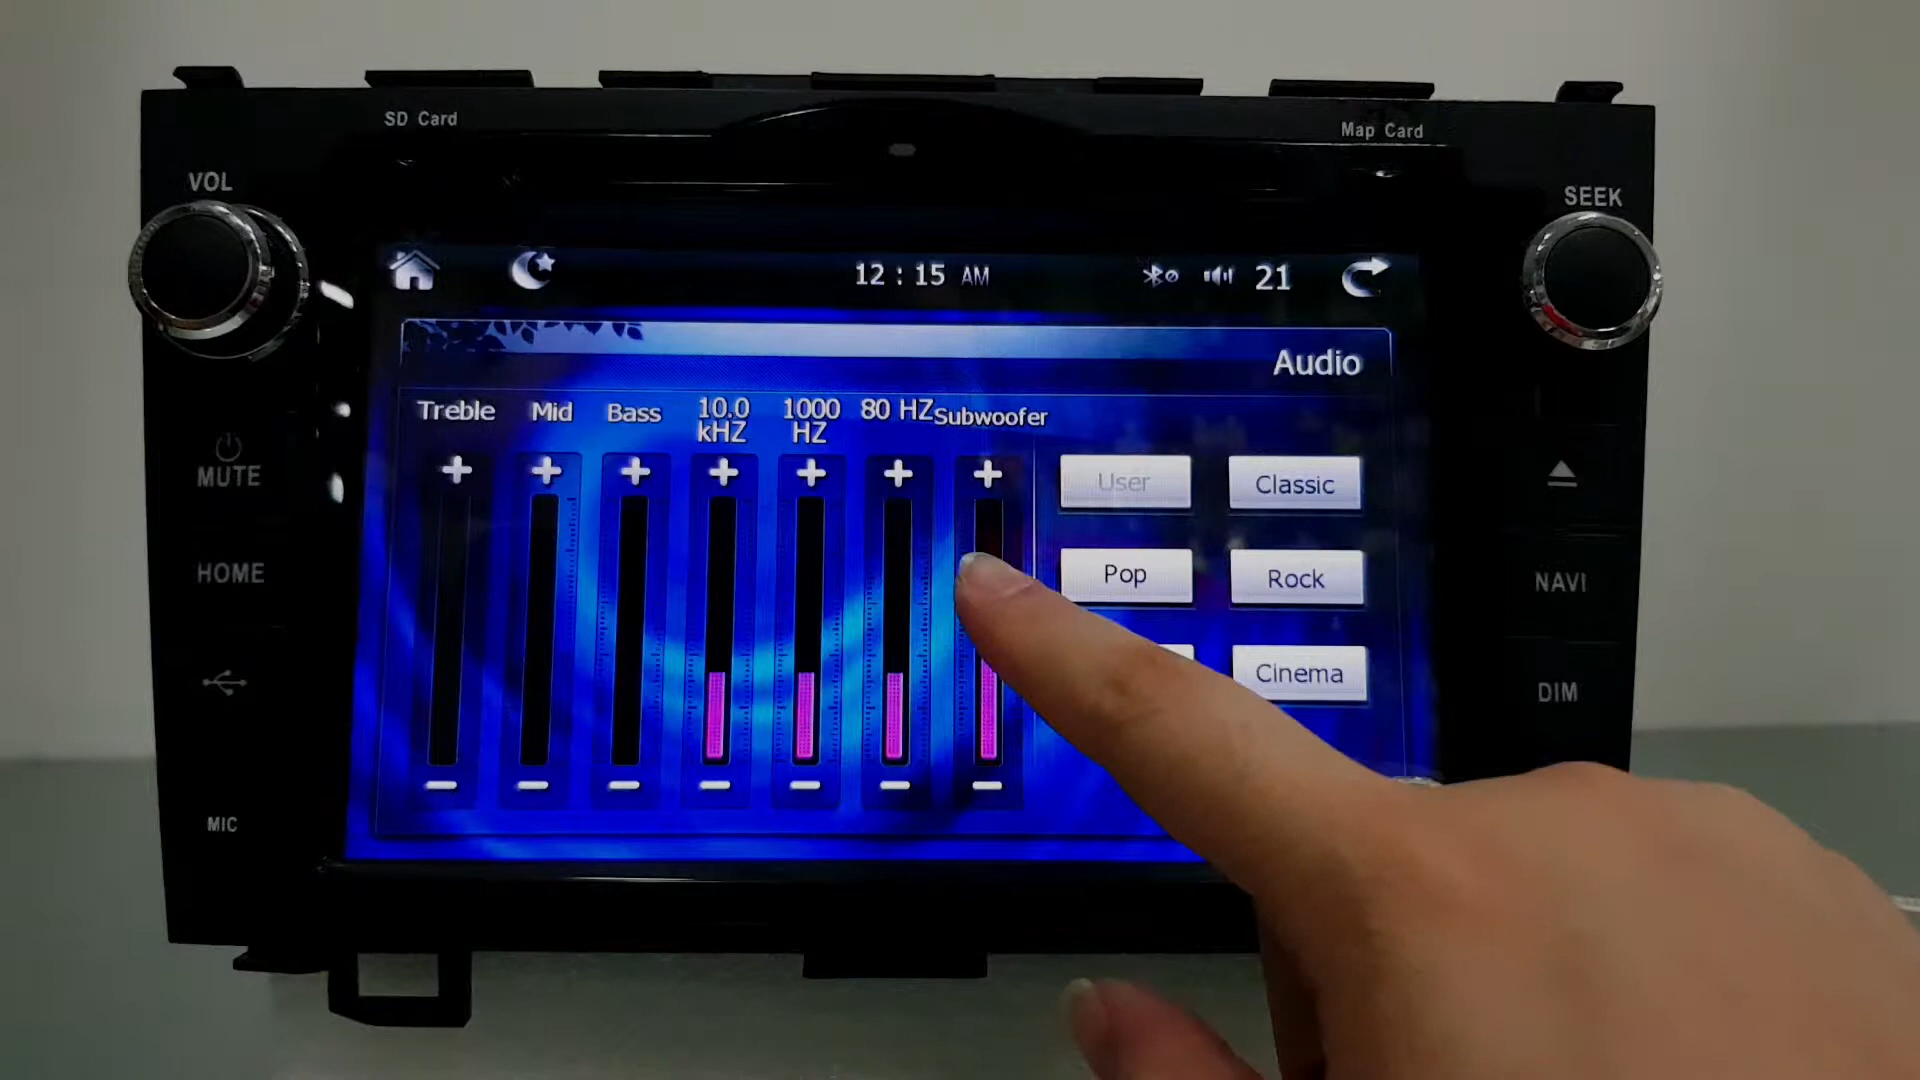 SD Card
Map Card
VOL
SEEK
12 : 15 AM
21
Audio
Treble
Mid
Bass
10.0
kHZ
1000
HZ
80 HZ
Subwoofer
User
Classic
Pop
Rock
Cinema
MUTE
HOME
MIC
NAVI
DIM